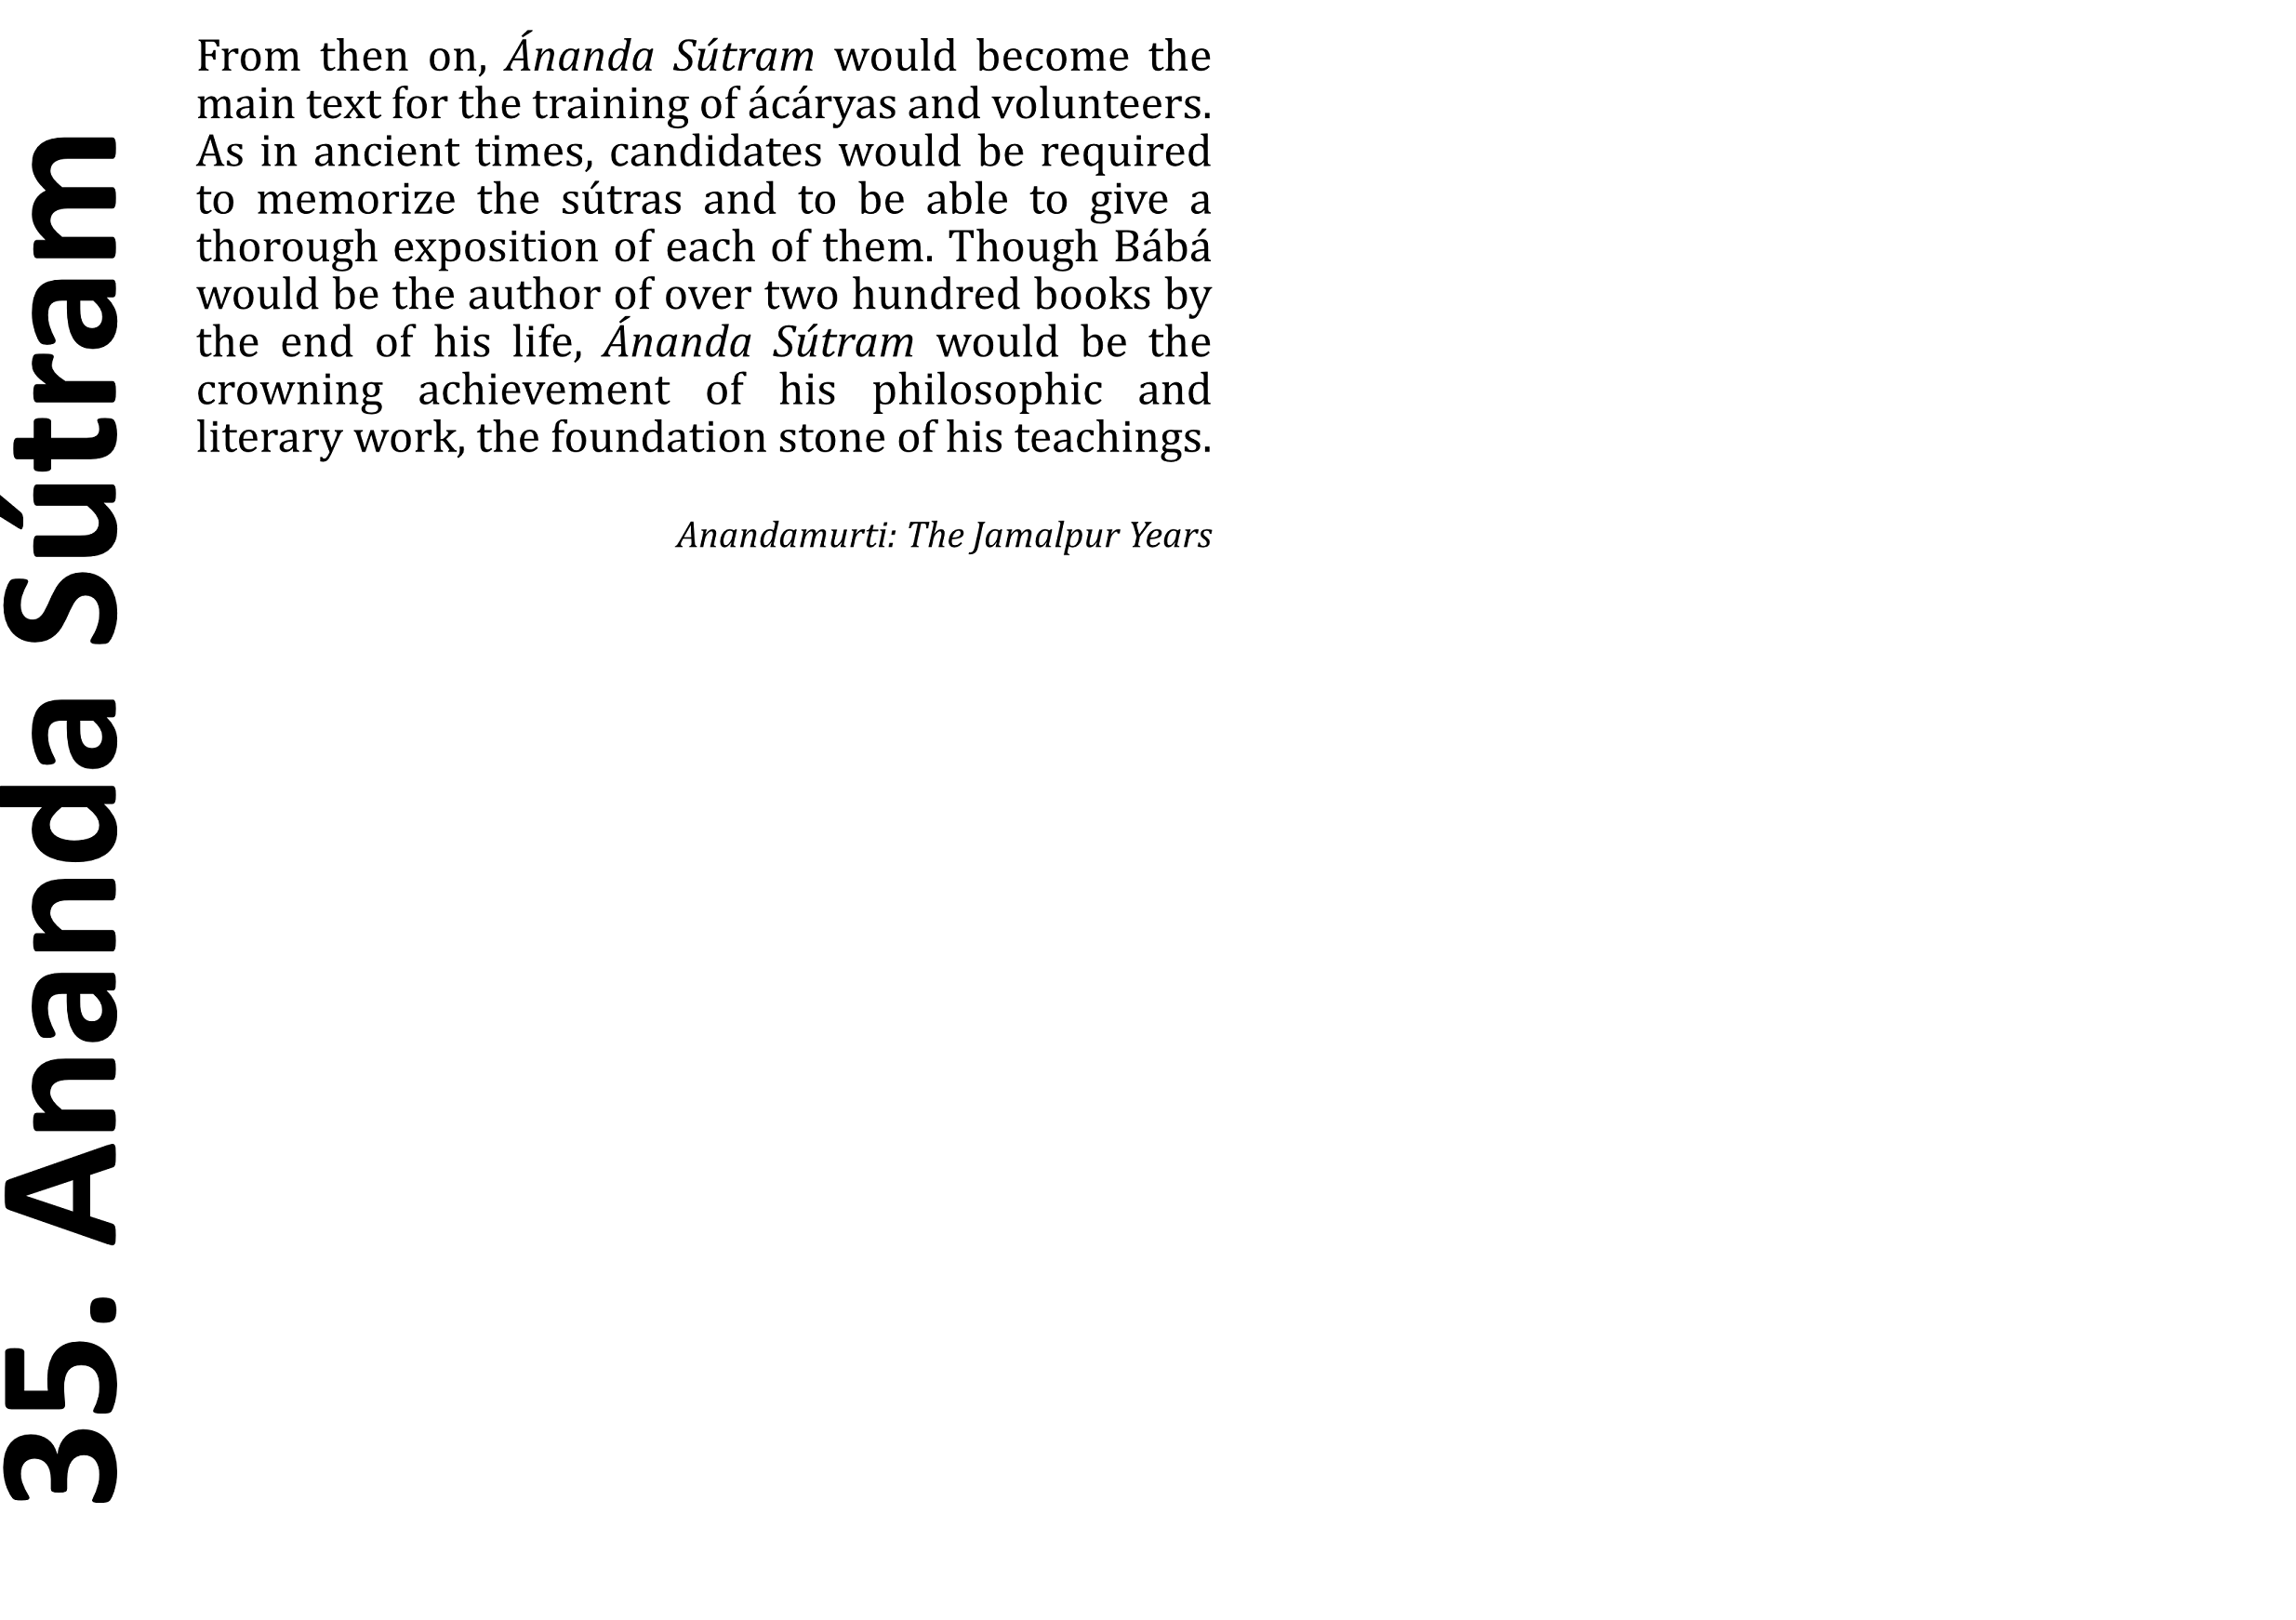 35. Ananda Sútram
From then on, Ánanda Sútram would become the
main text for the training of ácáryas and volunteers.
As in ancient times, candidates would be required
to memorize the sútras and to be able to give a
thorough exposition of each of them. Though Bábá
would be the author of over two hundred books by
the end of his life, Ánanda Sútram would be the
crowning achievement of his philosophic and
literary work, the foundation stone of his teachings.
Anandamurti: The Jamalpur Years